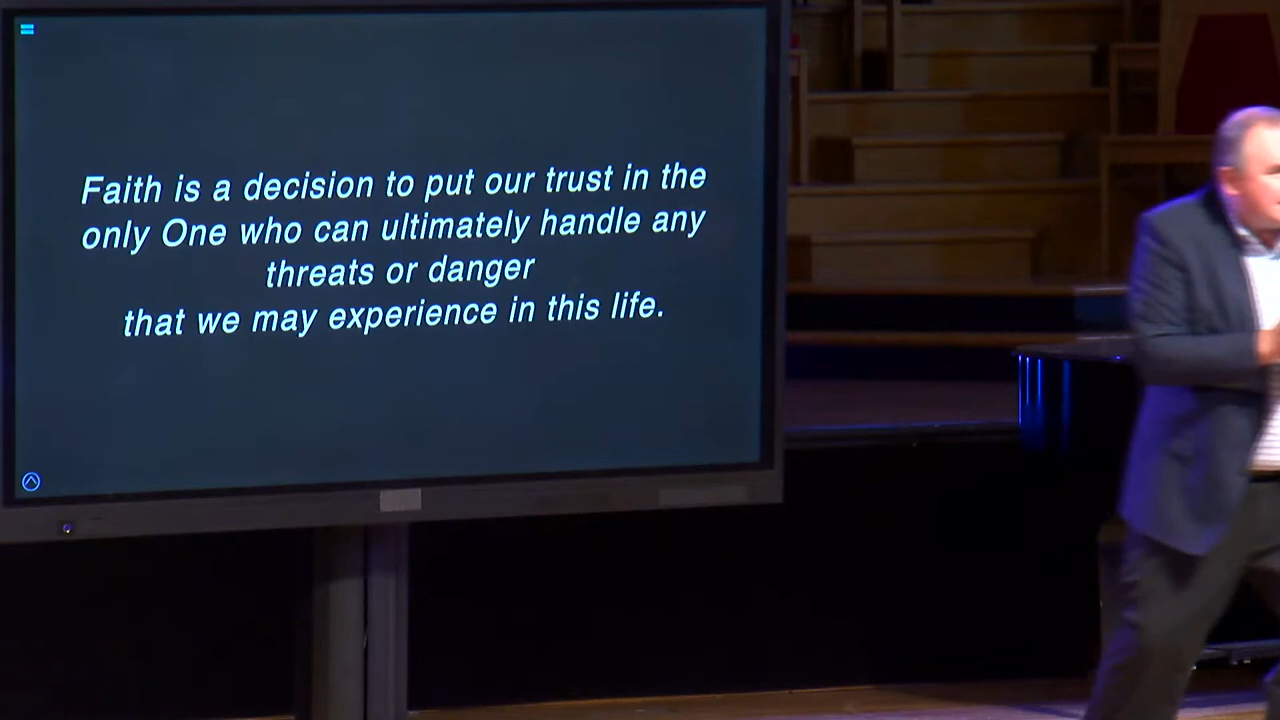 Faith is a decision to put our trust in the
only One who can ultimately handle any
threats or danger
that we may experience in this life.